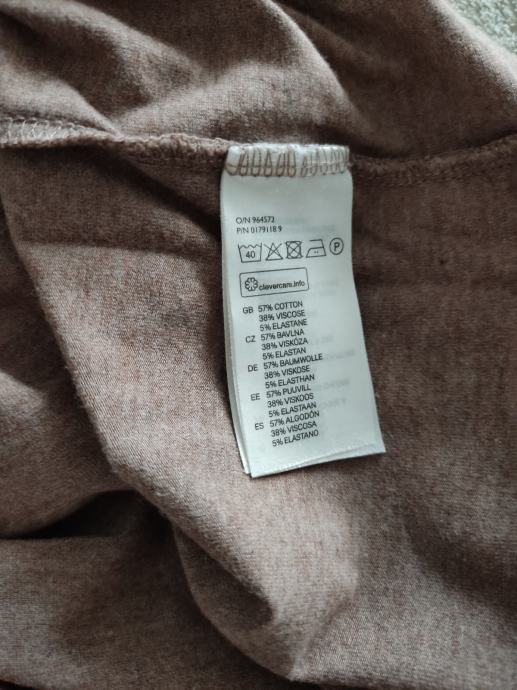 O/N 964572
P/N 0179118 9
40 P
clevercare.info
GB 57% COTTON
38% VISCOSE
5% ELASTANE
CZ 57% BAVLNA
38% VISKÓZA
5% ELASTAN
DE 57% BAUMWOLLE
38% VISKOSE
5% ELASTHAN
EE 57% PUUVILL
38% VISKOOS
5% ELASTAAN
ES 57% ALGODÓN
38% VISCOSA
5% ELASTANO